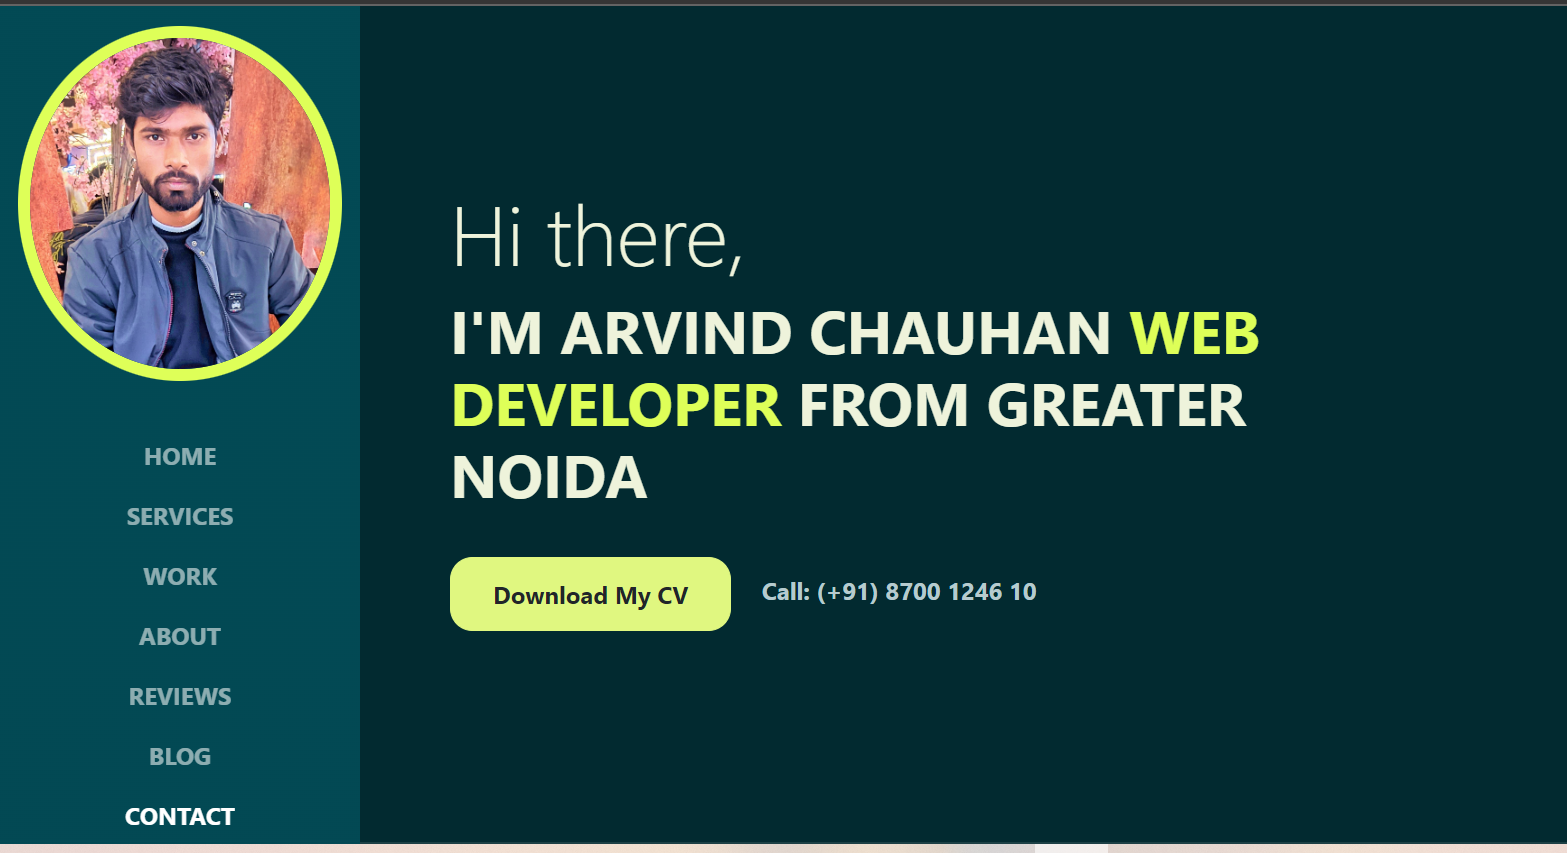 HOME
SERVICES
WORK
ABOUT
REVIEWS
BLOG
CONTACT
Hi there,
I'M ARVIND CHAUHAN WEB
DEVELOPER FROM GREATER
NOIDA
Download My CV
Call: (+91) 8700 1246 10